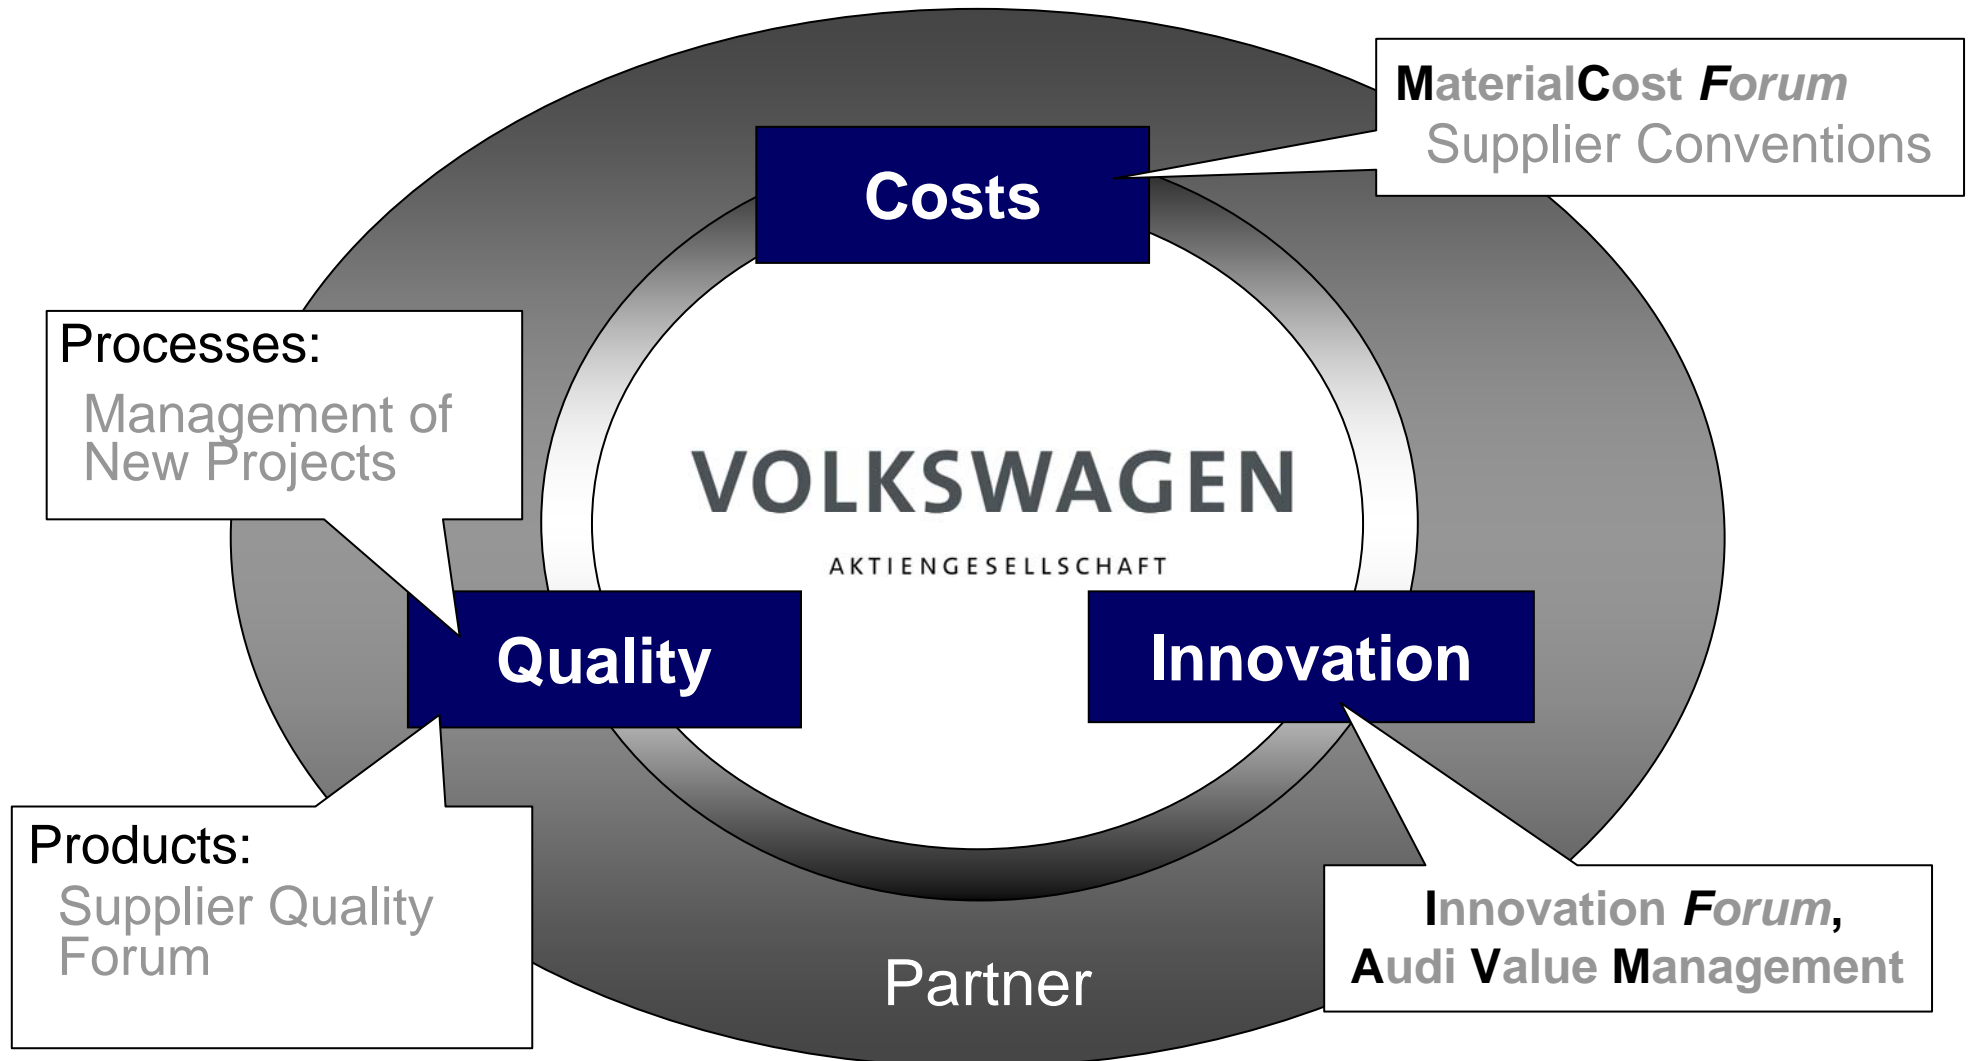 MaterialCost Forum
Supplier Conventions
Costs
Processes:
Management of
New Projects
VOLKSWAGEN
AKTIENGESELLSCHAFT
Quality
Innovation
Products:
Supplier Quality
Forum
Innovation Forum,
Audi Value Management
Partner